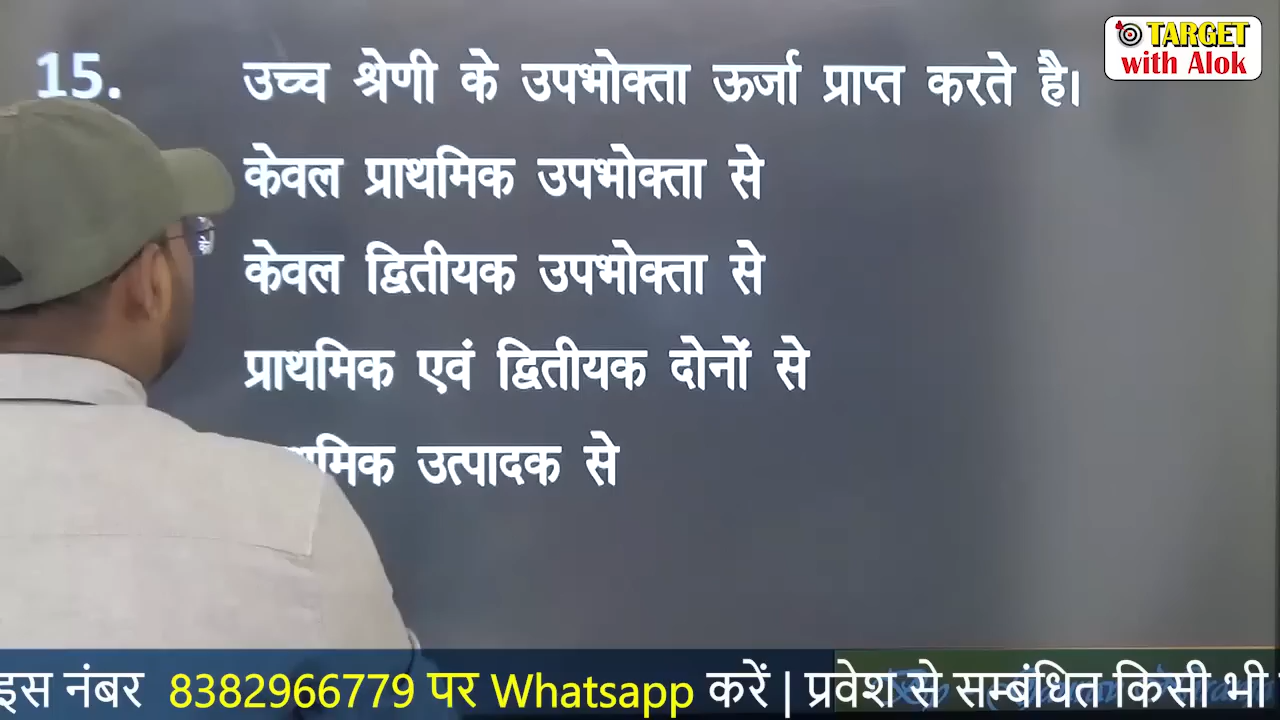 TARGET
with Alok
15. उच्च श्रेणी के उपभोक्ता ऊर्जा प्राप्त करते है।
केवल प्राथमिक उपभोक्ता से
केवल द्वितीयक उपभोक्ता से
प्राथमिक एवं द्वितीयक दोनों से
उत्पादक से
इस नंबर 8382966779 पर Whatsapp करें | प्रवेश से सम्बंधित किसी भी